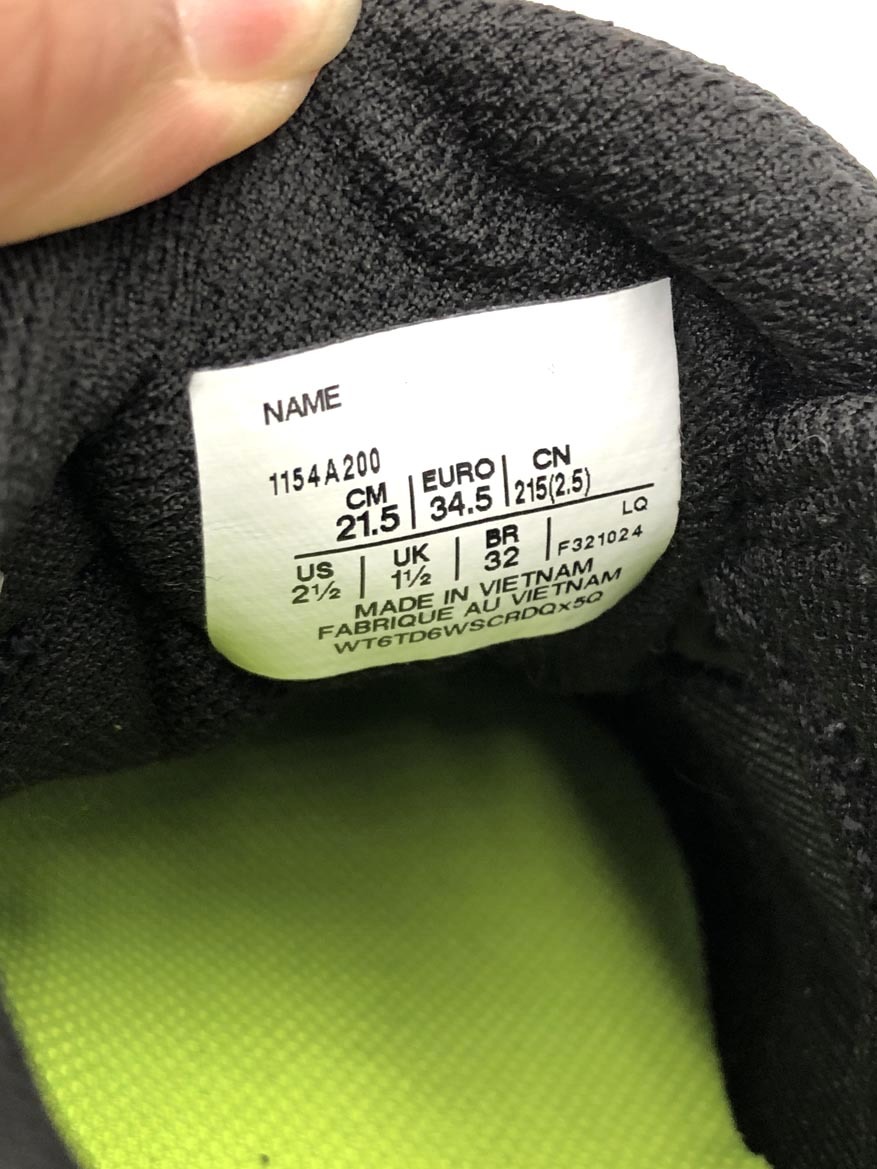 NAME
1154A200
CM EURO CN
21.5 34.5 215(2.5)
LQ
US UK BR F321024
2½ 1½ 32
MADE IN VIETNAM
FABRIQUE AU VIETNAM
WT6TD6WSCRDQX5Q